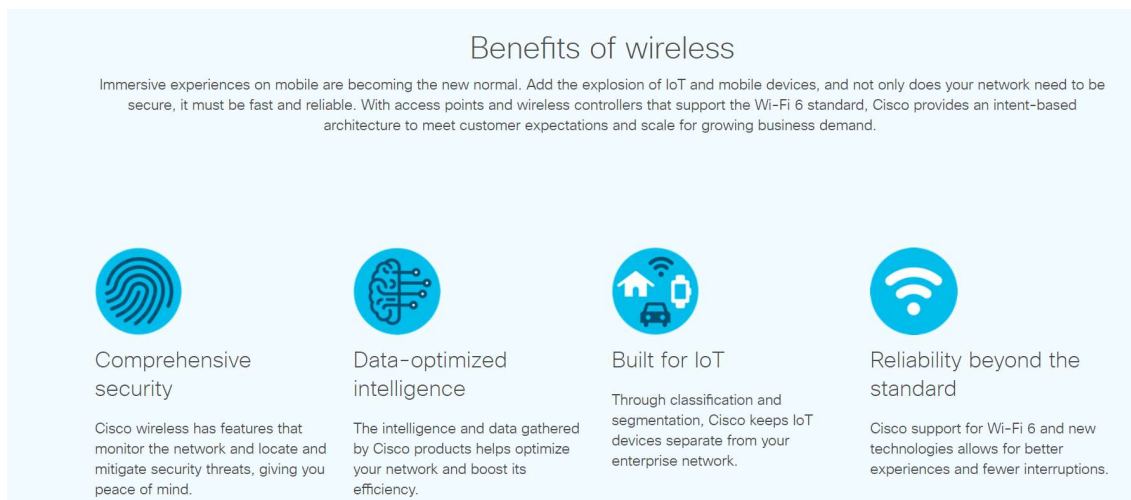 Benefits of wireless
Immersive experiences on mobile are becoming the new normal. Add the explosion of IoT and mobile devices, and not only does your network need to be
secure, it must be fast and reliable. With access points and wireless controllers that support the Wi-Fi 6 standard, Cisco provides an intent-based
architecture to meet customer expectations and scale for growing business demand.
Comprehensive
security
Cisco wireless has features that
monitor the network and locate and
mitigate security threats, giving you
peace of mind.
Data-optimized
intelligence
The intelligence and data gathered
by Cisco products helps optimize
your network and boost its
efficiency.
Built for IoT
Through classification and
segmentation, Cisco keeps IoT
devices separate from your
enterprise network.
Reliability beyond the
standard
Cisco support for Wi-Fi 6 and new
technologies allows for better
experiences and fewer interruptions.